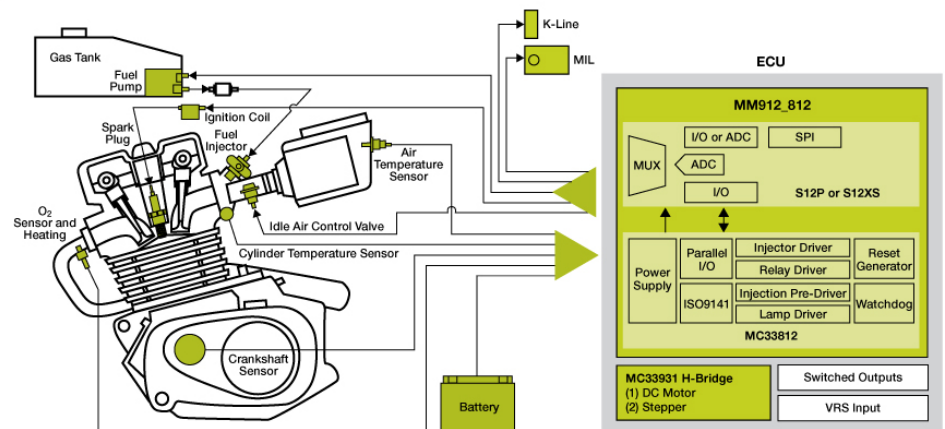 K-Line
MIL
Gas Tank
Fuel
Pump
Ignition Coil
Spark
Plug
Fuel
Injector
Air
Temperature
Sensor
O2
Sensor and
Heating
Idle Air Control Valve
Cylinder Temperature Sensor
Crankshaft
Sensor
Battery
ECU
MM912_812
MUX
I/O or ADC
SPI
ADC
I/O
S12P or S12XS
Power
Supply
Parallel
I/O
ISO9141
Injector Driver
Relay Driver
Injection Pre-Driver
Lamp Driver
Reset
Generator
Watchdog
MC33812
MC33931 H-Bridge
(1) DC Motor
(2) Stepper
Switched Outputs
VRS Input